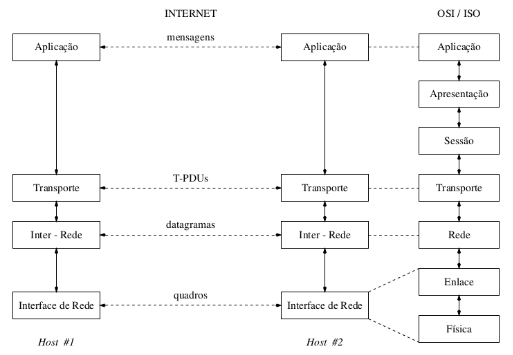 INTERNET OSI / ISO
mensagens
Aplicação Aplicação Aplicação
Apresentação
Sessão
T-PDUs
Transporte Transporte Transporte
datagramas
Inter - Rede Inter - Rede Rede
Enlace
quadros
Interface de Rede Interface de Rede
Física
Host #1 Host #2